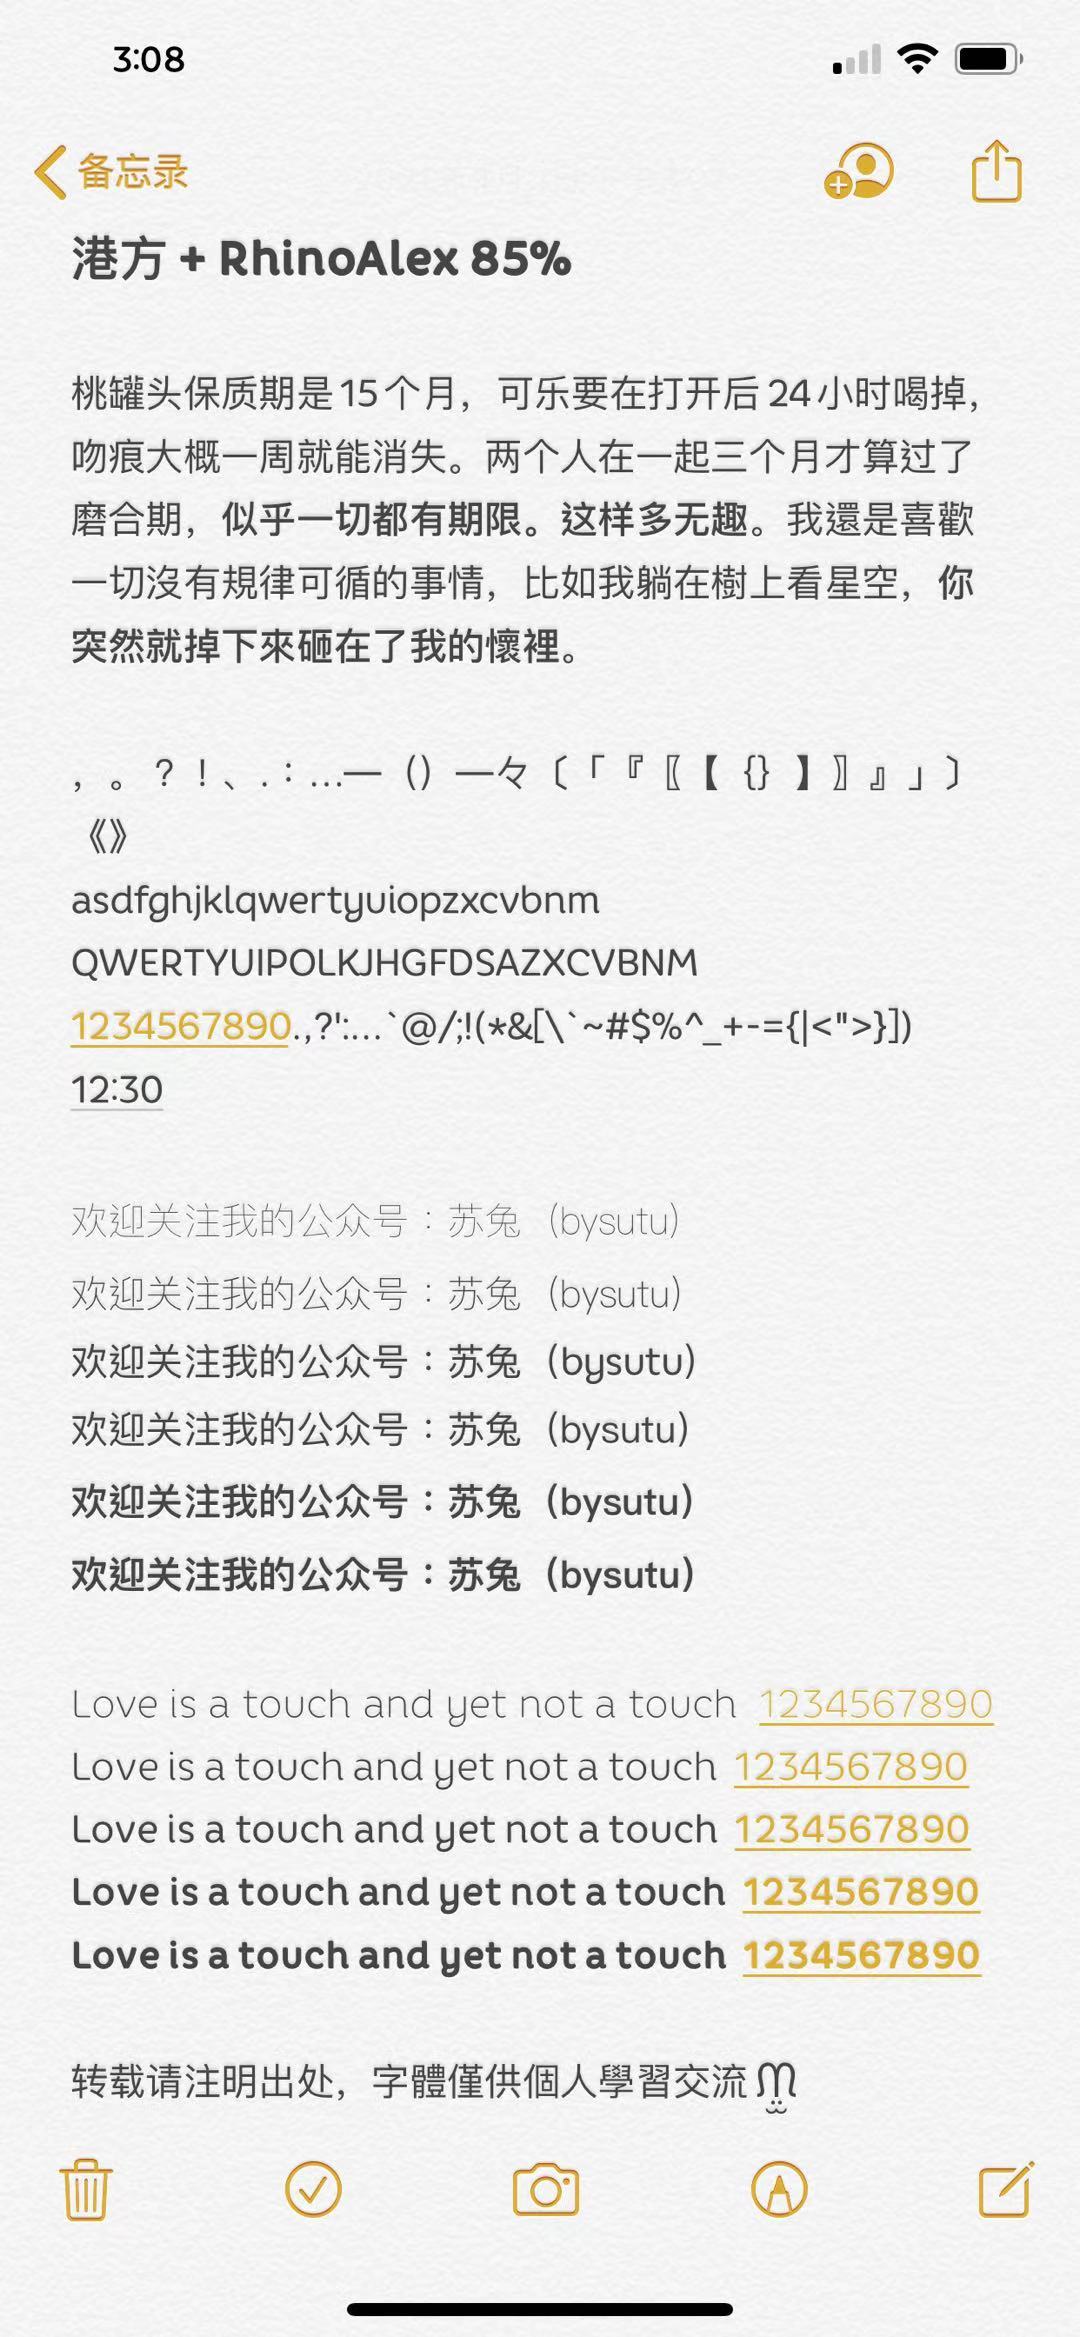 3:08
备忘录
港方 + RhinoAlex 85%
桃罐头保质期是15个月，可乐要在打开后24小时喝掉，
吻痕大概一周就能消失。两个人在一起三个月才算过了
磨合期，似乎一切都有期限。这样多无趣。我還是喜歡
一切沒有規律可循的事情，比如我躺在樹上看星空，你
突然就掉下來砸在了我的懷裡。
，。？！、.：…—（）—々〔「『〖【｛｝】〗』」〕
《》
asdfghjklqwertyuiopzxcvbnm
QWERTYUIPOLKJHGFDSAZXCVBNM
1234567890.,?':…`@/;!(*&[\`~#$%^_+-={|<">}])
12:30
欢迎关注我的公众号：苏兔（bysutu）
欢迎关注我的公众号：苏兔（bysutu）
欢迎关注我的公众号：苏兔（bysutu）
欢迎关注我的公众号：苏兔（bysutu）
欢迎关注我的公众号：苏兔（bysutu）
欢迎关注我的公众号：苏兔（bysutu）
Love is a touch and yet not a touch 1234567890
Love is a touch and yet not a touch 1234567890
Love is a touch and yet not a touch 1234567890
Love is a touch and yet not a touch 1234567890
Love is a touch and yet not a touch 1234567890
转载请注明出处，字體僅供個人學習交流